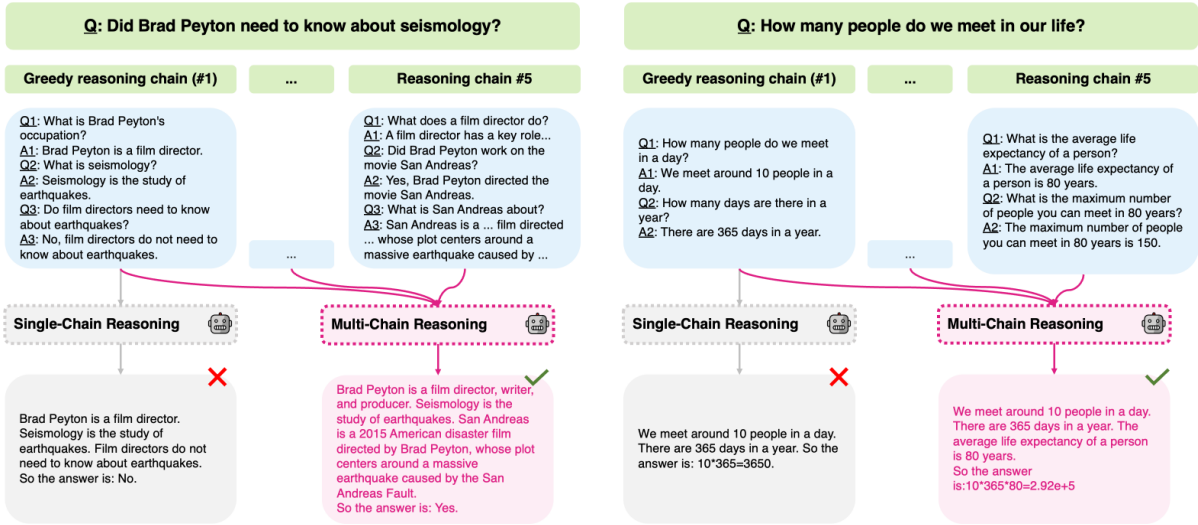 Q: Did Brad Peyton need to know about seismology?
Greedy reasoning chain (#1)
...
Reasoning chain #5
Q1: What is Brad Peyton's
occupation?
A1: Brad Peyton is a film director.
Q2: What is seismology?
A2: Seismology is the study of
earthquakes.
Q3: Do film directors need to know
about earthquakes?
A3: No, film directors do not need to
know about earthquakes.
...
Q1: What does a film director do?
A1: A film director has a key role...
Q2: Did Brad Peyton work on the
movie San Andreas?
A2: Yes, Brad Peyton directed the
movie San Andreas.
Q3: What is San Andreas about?
A3: San Andreas is a ... film directed
... whose plot centers around a
massive earthquake caused by ...
Single-Chain Reasoning
Multi-Chain Reasoning
Brad Peyton is a film director.
Seismology is the study of
earthquakes. Film directors do not
need to know about earthquakes.
So the answer is: No.
Brad Peyton is a film director, writer,
and producer. Seismology is the
study of earthquakes. San Andreas
is a 2015 American disaster film
directed by Brad Peyton, whose plot
centers around a massive
earthquake caused by the San
Andreas Fault.
So the answer is: Yes.
Q: How many people do we meet in our life?
Greedy reasoning chain (#1)
...
Reasoning chain #5
Q1: How many people do we meet
in a day?
A1: We meet around 10 people in a
day.
Q2: How many days are there in a
year?
A2: There are 365 days in a year.
...
Q1: What is the average life
expectancy of a person?
A1: The average life expectancy of
a person is 80 years.
Q2: What is the maximum number
of people you can meet in 80 years?
A2: The maximum number of people
you can meet in 80 years is 150.
Single-Chain Reasoning
Multi-Chain Reasoning
We meet around 10 people in a day.
There are 365 days in a year. So the
answer is: 10*365=3650.
We meet around 10 people in a day.
There are 365 days in a year. The
average life expectancy of a person
is 80 years.
So the answer
is:10*365*80=2.92e+5